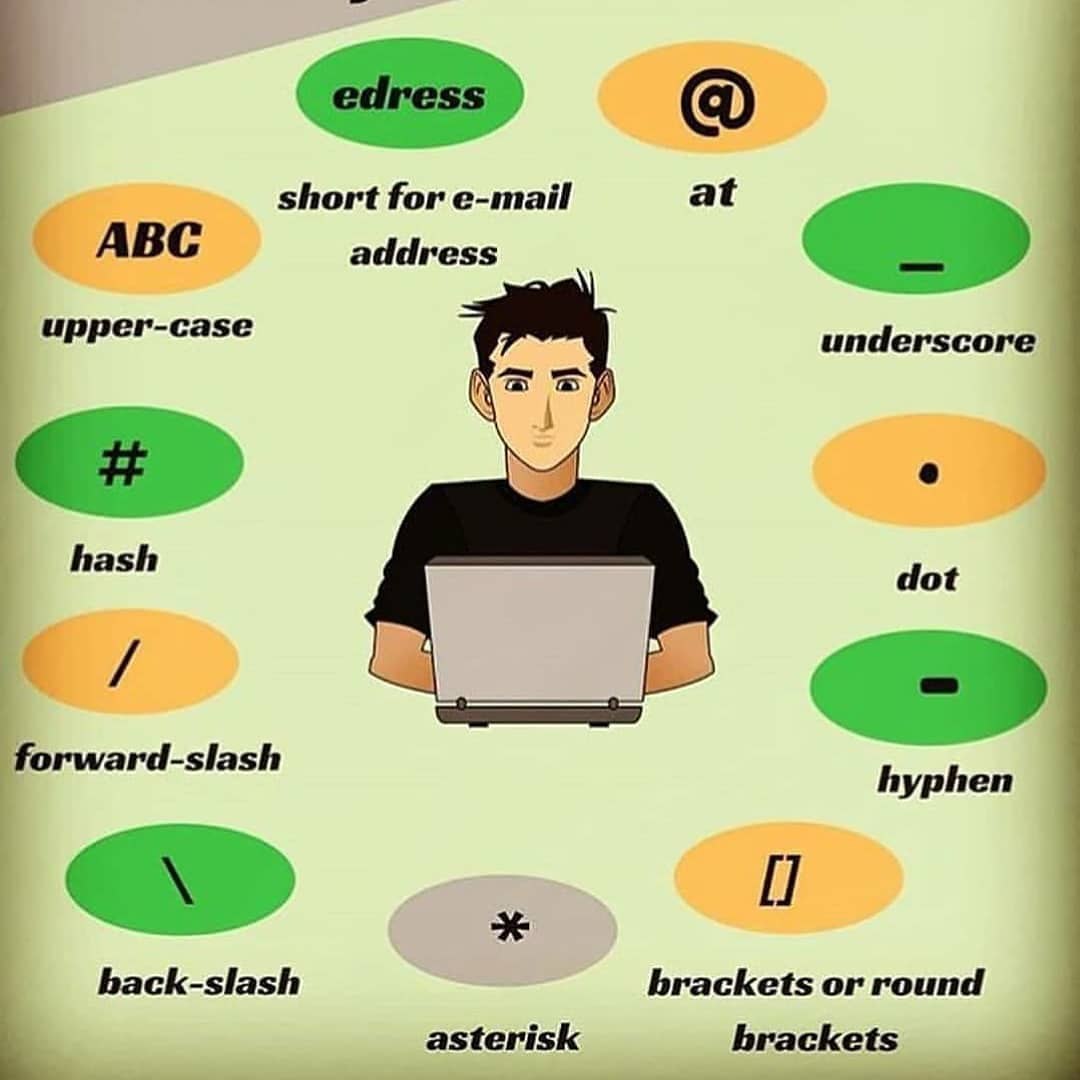 edress
@
short for e-mail
address
at
ABC
upper-case
_
underscore
#
hash
•
dot
/
forward-slash
-
hyphen
\
back-slash
*
asterisk
[]
brackets or round
brackets